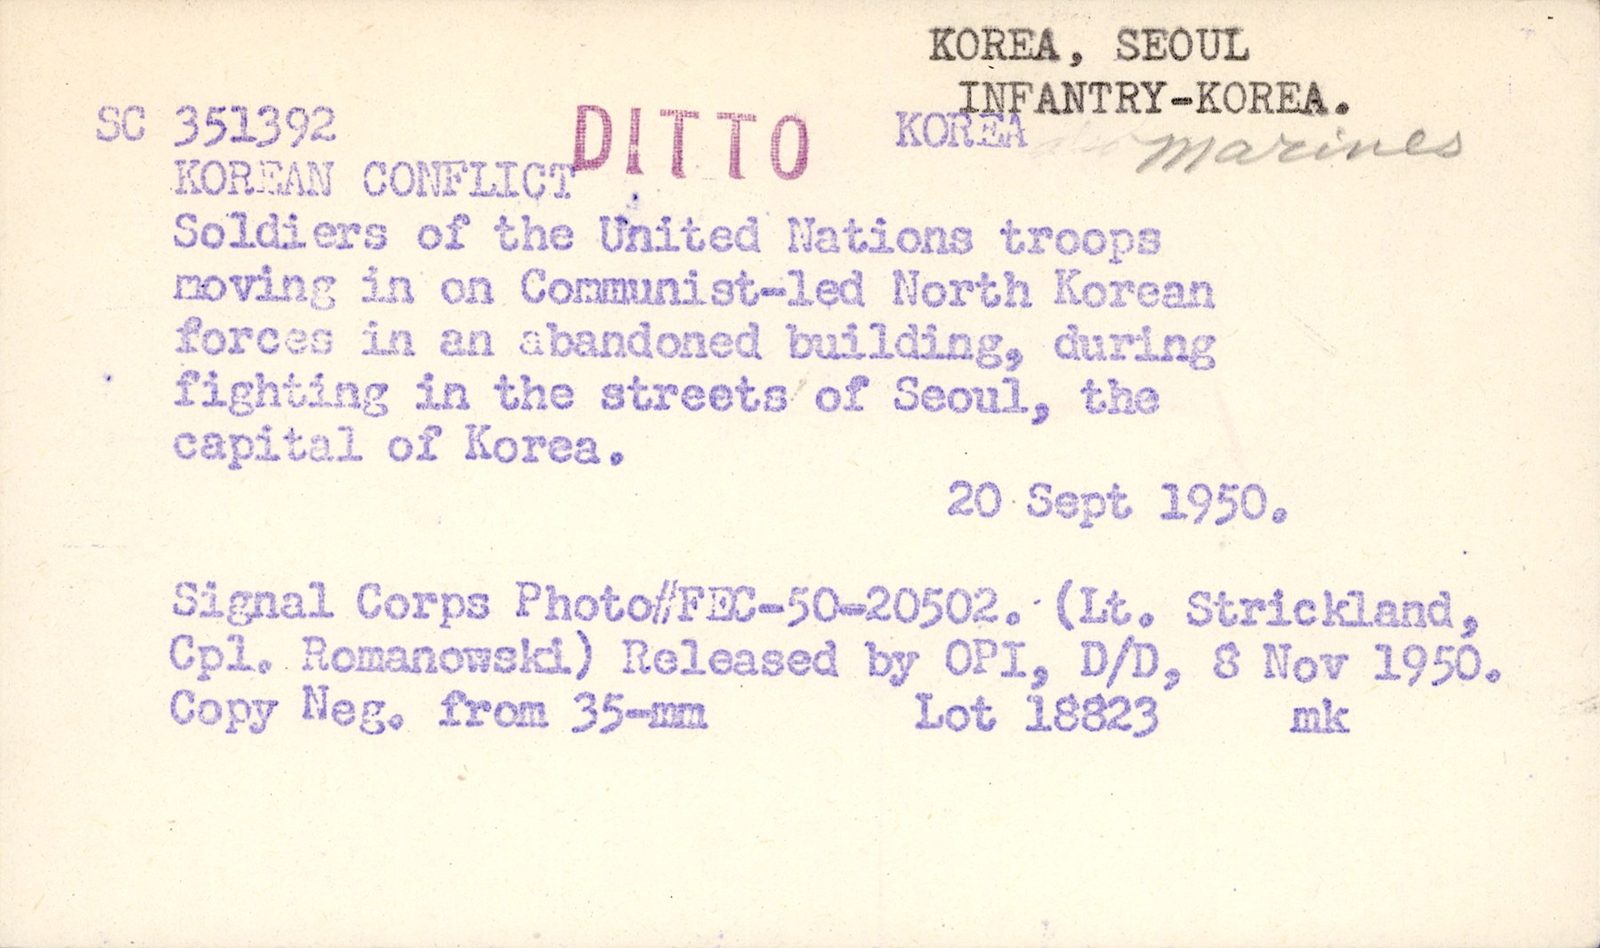 KOREA, SEOUL
INFANTRY-KOREA.
SC 351392 DITTO KOREA Marines
KOREAN CONFLICT
Soldiers of the United Nations troops
moving in on Communist-led North Korean
forces in an abandoned building, during
fighting in the streets of Seoul, the
capital of Korea.
20 Sept 1950.
Signal Corps Photo#FEC-50-20502. (Lt. Strickland,
Cpl. Romanowski) Released by OPI, D/D, 8 Nov 1950.
Copy Neg. from 35-mm Lot 18823 mk